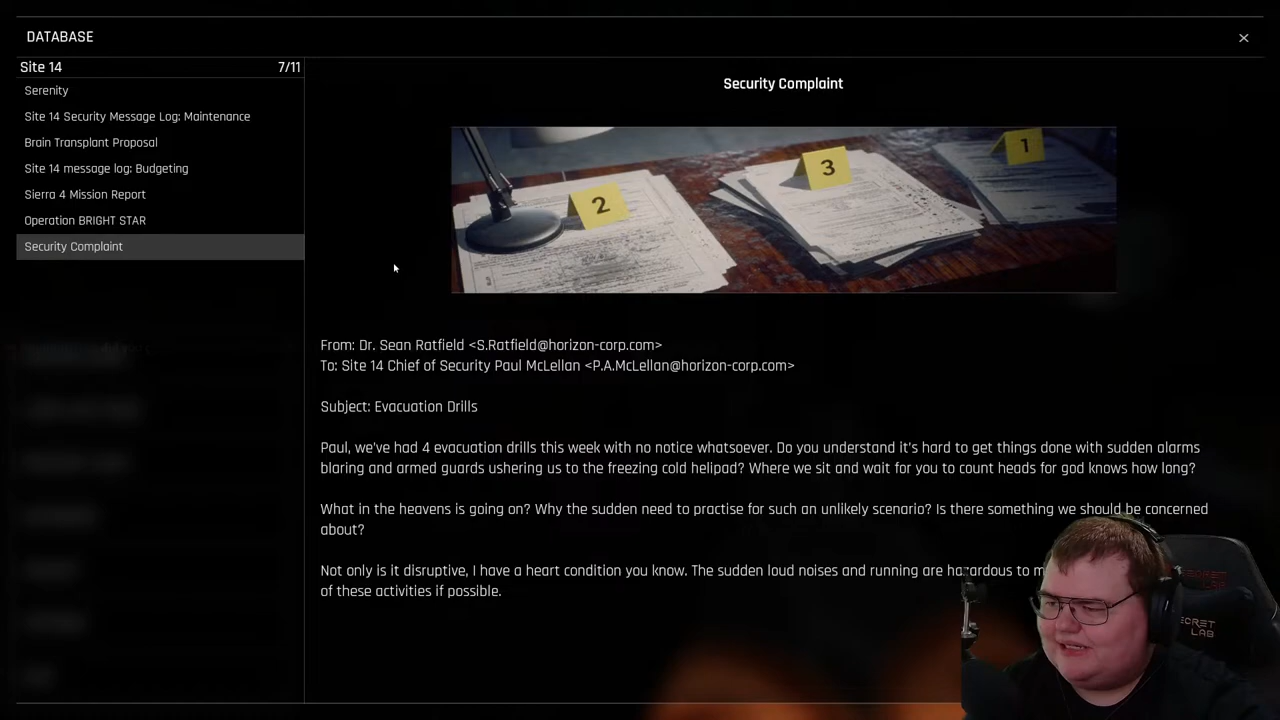 DATABASE
Site 14 7/11
Serenity
Site 14 Security Message Log: Maintenance
Brain Transplant Proposal
Site 14 message log: Budgeting
Sierra 4 Mission Report
Operation BRIGHT STAR
Security Complaint
Security Complaint
2
3
1
From: Dr. Sean Ratfield <S.Ratfield@horizon-corp.com>
To: Site 14 Chief of Security Paul McLellan <P.A.McLellan@horizon-corp.com>
Subject: Evacuation Drills
Paul, we've had 4 evacuation drills this week with no notice whatsoever. Do you understand it's hard to get things done with sudden alarms
blaring and armed guards ushering us to the freezing cold helipad? Where we sit and wait for you to count heads for god knows how long?
What in the heavens is going on? Why the sudden need to practise for such an unlikely scenario? Is there something we should be concerned
about?
Not only is it disruptive, I have a heart condition you know. The sudden loud noises and running are hazardous to
of these activities if possible.
SECRET LAB